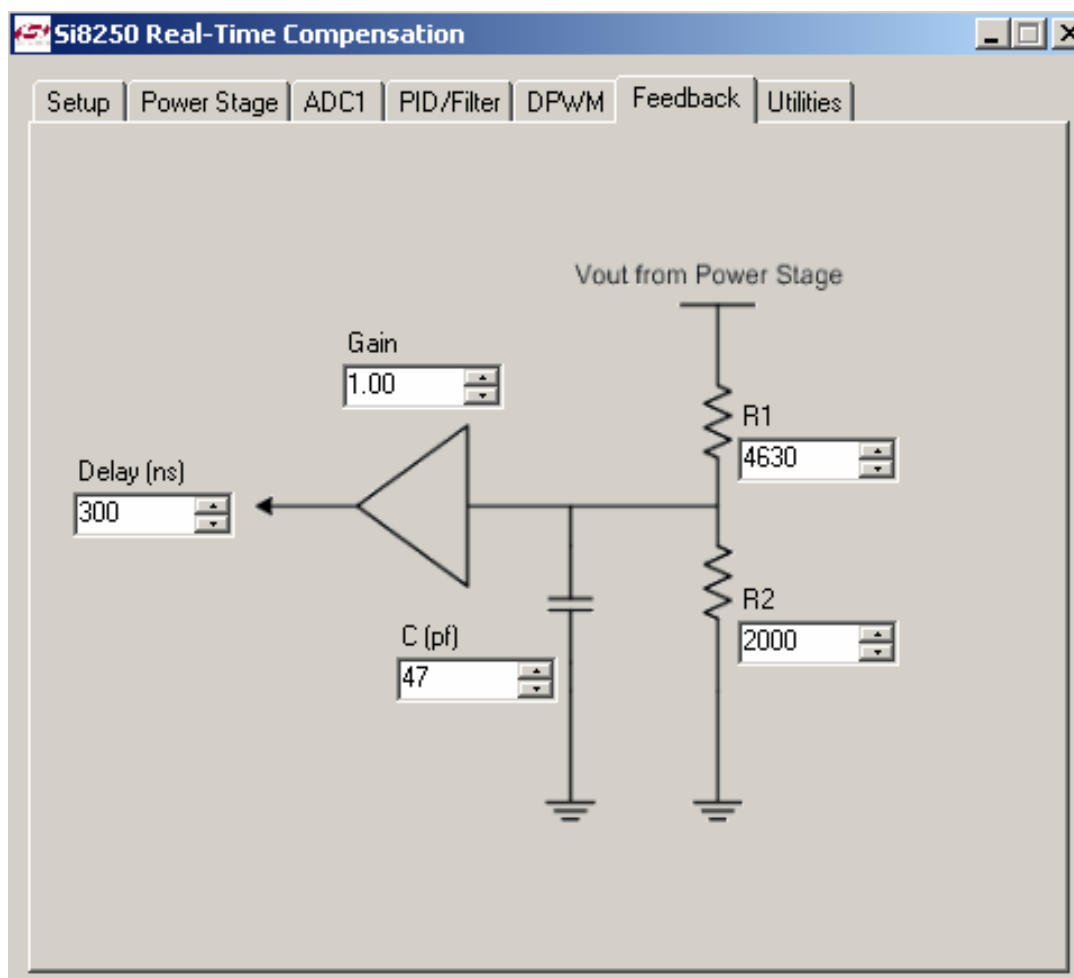 Si8250 Real-Time Compensation
Setup Power Stage ADC1 PID/Filter DPWM Feedback Utilities
Vout from Power Stage
Gain
1.00
R1
4630
Delay (ns)
300
R2
2000
C (pf)
47